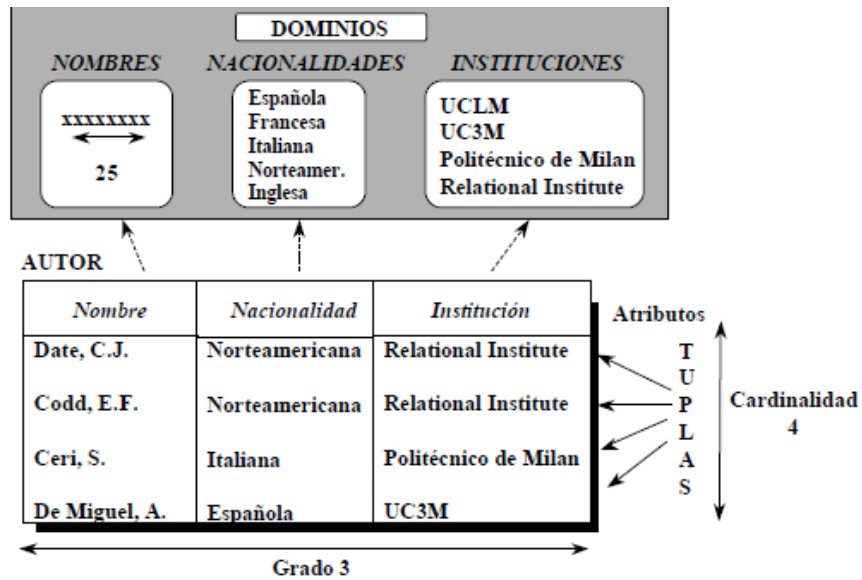 DOMINIOS
NOMBRES NACIONALIDADES INSTITUCIONES
xxxxxxxx
25
Española
Francesa
Italiana
Norteamer.
Inglesa
UCLM
UC3M
Politécnico de Milan
Relational Institute
AUTOR
Nombre Nacionalidad Institución
Date, C.J. Norteamericana Relational Institute
Codd, E.F. Norteamericana Relational Institute
Ceri, S. Italiana Politécnico de Milan
De Miguel, A. Española UC3M
Atributos
T
U
P
L
A
S
Cardinalidad
4
Grado 3